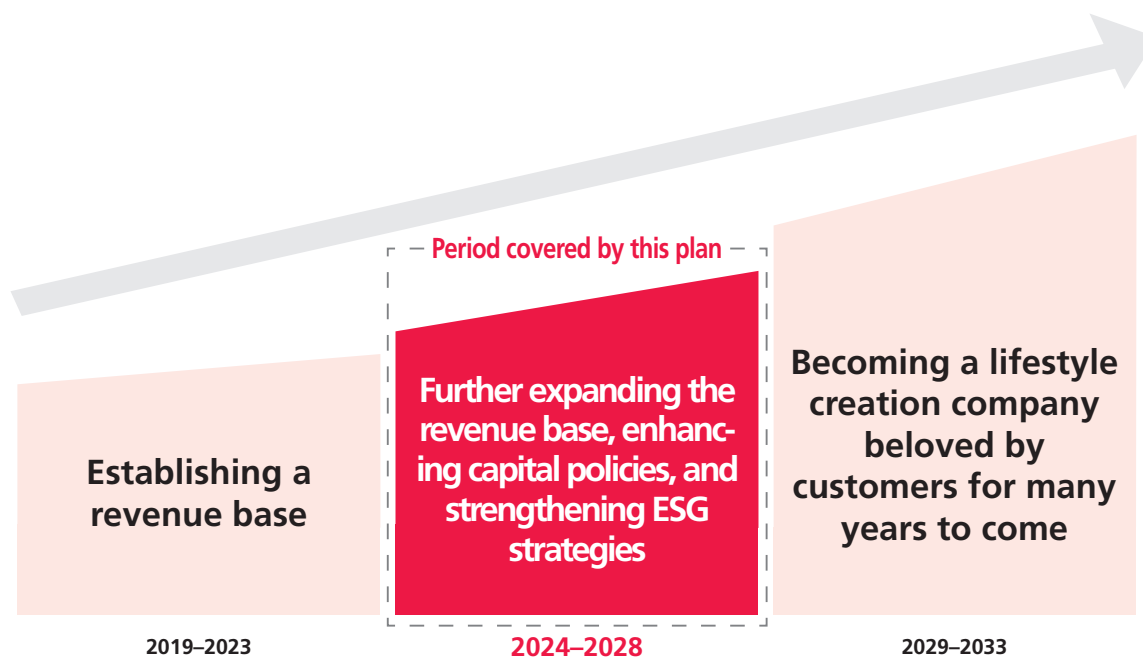 Period covered by this plan
Establishing a
revenue base
Further expanding the
revenue base, enhanc-
ing capital policies, and
strengthening ESG
strategies
Becoming a lifestyle
creation company
beloved by
customers for many
years to come
2019–2023
2024–2028
2029–2033